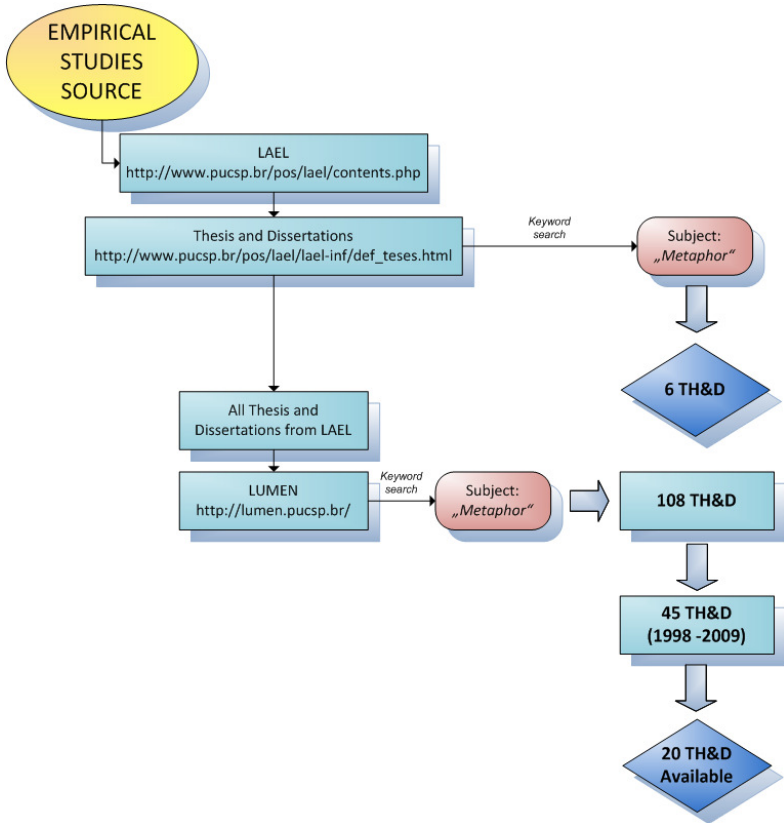 EMPIRICAL
STUDIES
SOURCE
LAEL
http://www.pucsp.br/pos/lael/contents.php
Thesis and Dissertations
http://www.pucsp.br/pos/lael/lael-inf/def_teses.html
Keyword
search
Subject:
„Metaphor“
6 TH&D
All Thesis and
Dissertations from LAEL
LUMEN
http://lumen.pucsp.br/
Keyword
search
Subject:
„Metaphor“
108 TH&D
45 TH&D
(1998 -2009)
20 TH&D
Available